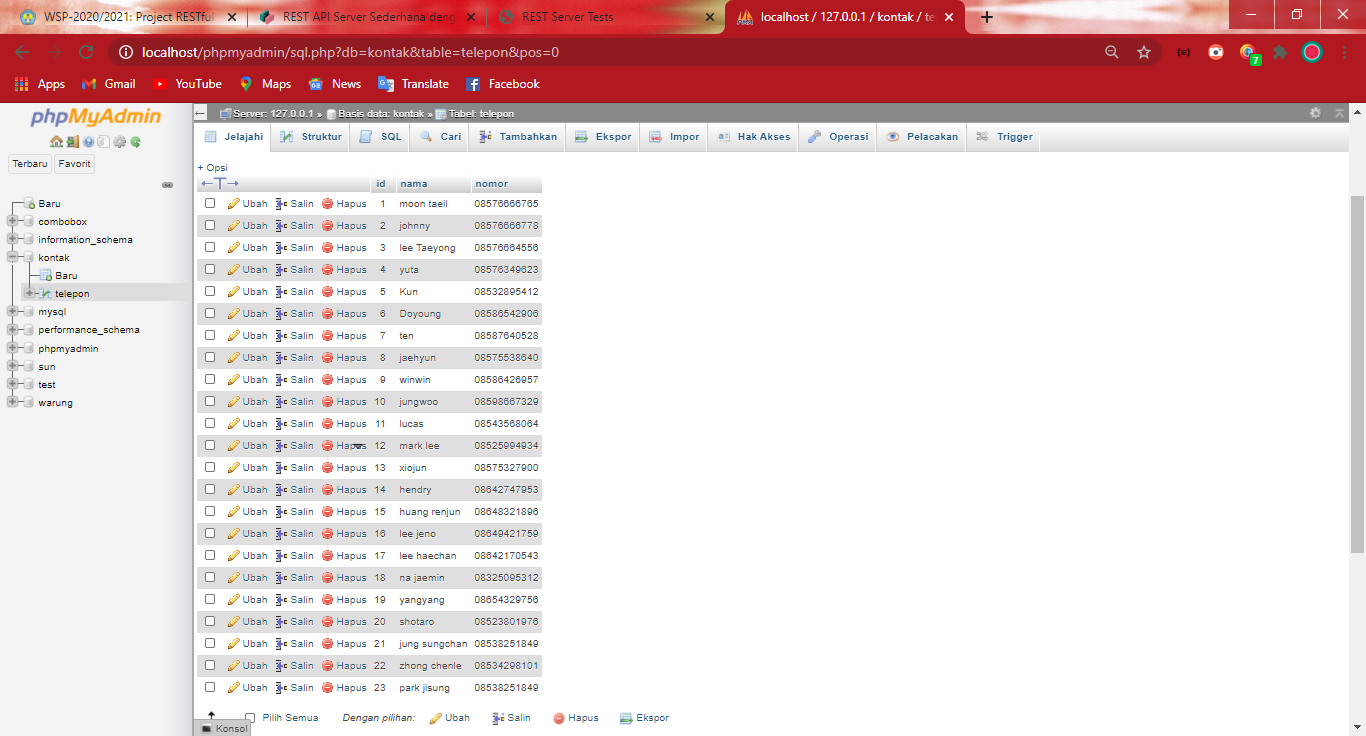 WSP-2020/2021: Project RESTful
REST API Server Sederhana deng
REST Server Tests
localhost / 127.0.0.1 / kontak / te
localhost/phpmyadmin/sql.php?db=kontak&table=telepon&pos=0
7
Apps Gmail YouTube Maps News Translate Facebook
phpMyAdmin
Terbaru Favorit
Baru
combobox
information_schema
kontak
Baru
telepon
mysql
performance_schema
phpmyadmin
sun
test
warung
Server: 127.0.0.1 » Basis data: kontak » Tabel: telepon
Jelajahi Struktur SQL Cari Tambahkan Ekspor Impor Hak Akses Operasi Pelacakan Trigger
+ Opsi
←T→ id nama nomor
Ubah Salin Hapus 1 moon taeil 08576666765
Ubah Salin Hapus 2 johnny 08576666778
Ubah Salin Hapus 3 lee Taeyong 08576664556
Ubah Salin Hapus 4 yuta 08576349623
Ubah Salin Hapus 5 Kun 08532895412
Ubah Salin Hapus 6 Doyoung 08586542906
Ubah Salin Hapus 7 ten 08587640528
Ubah Salin Hapus 8 jaehyun 08575538640
Ubah Salin Hapus 9 winwin 08586426957
Ubah Salin Hapus 10 jungwoo 08598667329
Ubah Salin Hapus 11 lucas 08543568064
Ubah Salin Hapus 12 mark lee 08525994934
Ubah Salin Hapus 13 xiojun 08575327900
Ubah Salin Hapus 14 hendry 08642747953
Ubah Salin Hapus 15 huang renjun 08648321896
Ubah Salin Hapus 16 lee jeno 08649421759
Ubah Salin Hapus 17 lee haechan 08642170543
Ubah Salin Hapus 18 na jaemin 08325095312
Ubah Salin Hapus 19 yangyang 08654329756
Ubah Salin Hapus 20 shotaro 08523801976
Ubah Salin Hapus 21 jung sungchan 08538251849
Ubah Salin Hapus 22 zhong chenle 08534298101
Ubah Salin Hapus 23 park jisung 08538251849
Pilih Semua Dengan pilihan: Ubah Salin Hapus Ekspor
Konsol